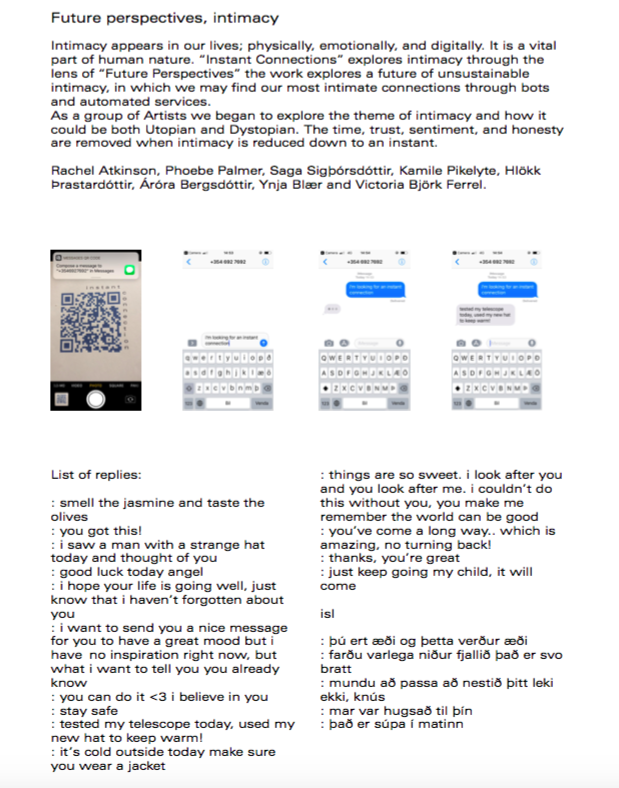 Future perspectives, intimacy
Intimacy appears in our lives; physically, emotionally, and digitally. It is a vital
part of human nature. “Instant Connections” explores intimacy through the
lens of “Future Perspectives” the work explores a future of unsustainable
intimacy, in which we may find our most intimate connections through bots
and automated services.
As a group of Artists we began to explore the theme of intimacy and how it
could be both Utopian and Dystopian. The time, trust, sentiment, and honesty
are removed when intimacy is reduced down to an instant.
Rachel Atkinson, Phoebe Palmer, Saga Sigþórsdóttir, Kamile Pikelyte, Hlökk
Þrastardóttir, Áróra Bergsdóttir, Ynja Blær and Victoria Björk Ferrel.
MESSAGES QR CODE
Compose a message to
"+3546927692" in Messages
instant
PHOTO
SQUARE
+354 692 7692
I'm looking for an instant
connection
q w e r t y u i o p ð
a s d f g h j k l æ ö
z x c v b n m þ
123
+354 692 7692
I'm looking for an instant
connection
Q W E R T Y U I O P Ð
A S D F G H J K L Æ Ö
Z X C V B N M Þ
123
+354 692 7692
I'm looking for an instant
connection
tested my telescope
today, used my new hat
to keep warm!
Q W E R T Y U I O P Ð
A S D F G H J K L Æ Ö
Z X C V B N M Þ
123
List of replies:
: smell the jasmine and taste the
olives
: you got this!
: i saw a man with a strange hat
today and thought of you
: good luck today angel
: i hope your life is going well, just
know that i haven’t forgotten about
you
: i want to send you a nice message
for you to have a great mood but i
have  no inspiration right now, but
what i want to tell you you already
know
: you can do it <3 i believe in you
: stay safe
: tested my telescope today, used my
new hat to keep warm!
: it’s cold outside today make sure
you wear a jacket
: things are so sweet. i look after you
and you look after me. i couldn’t do
this without you, you make me
remember the world can be good
: you’ve come a long way.. which is
amazing, no turning back!
: thanks, you’re great
: just keep going my child, it will
come
isl
: þú ert æði og þetta verður æði
: farðu varlega niður fjallið það er svo
bratt
: mundu að passa að nestið þitt leki
ekki, knús
: mar var hugsað til þín
: það er súpa í matinn